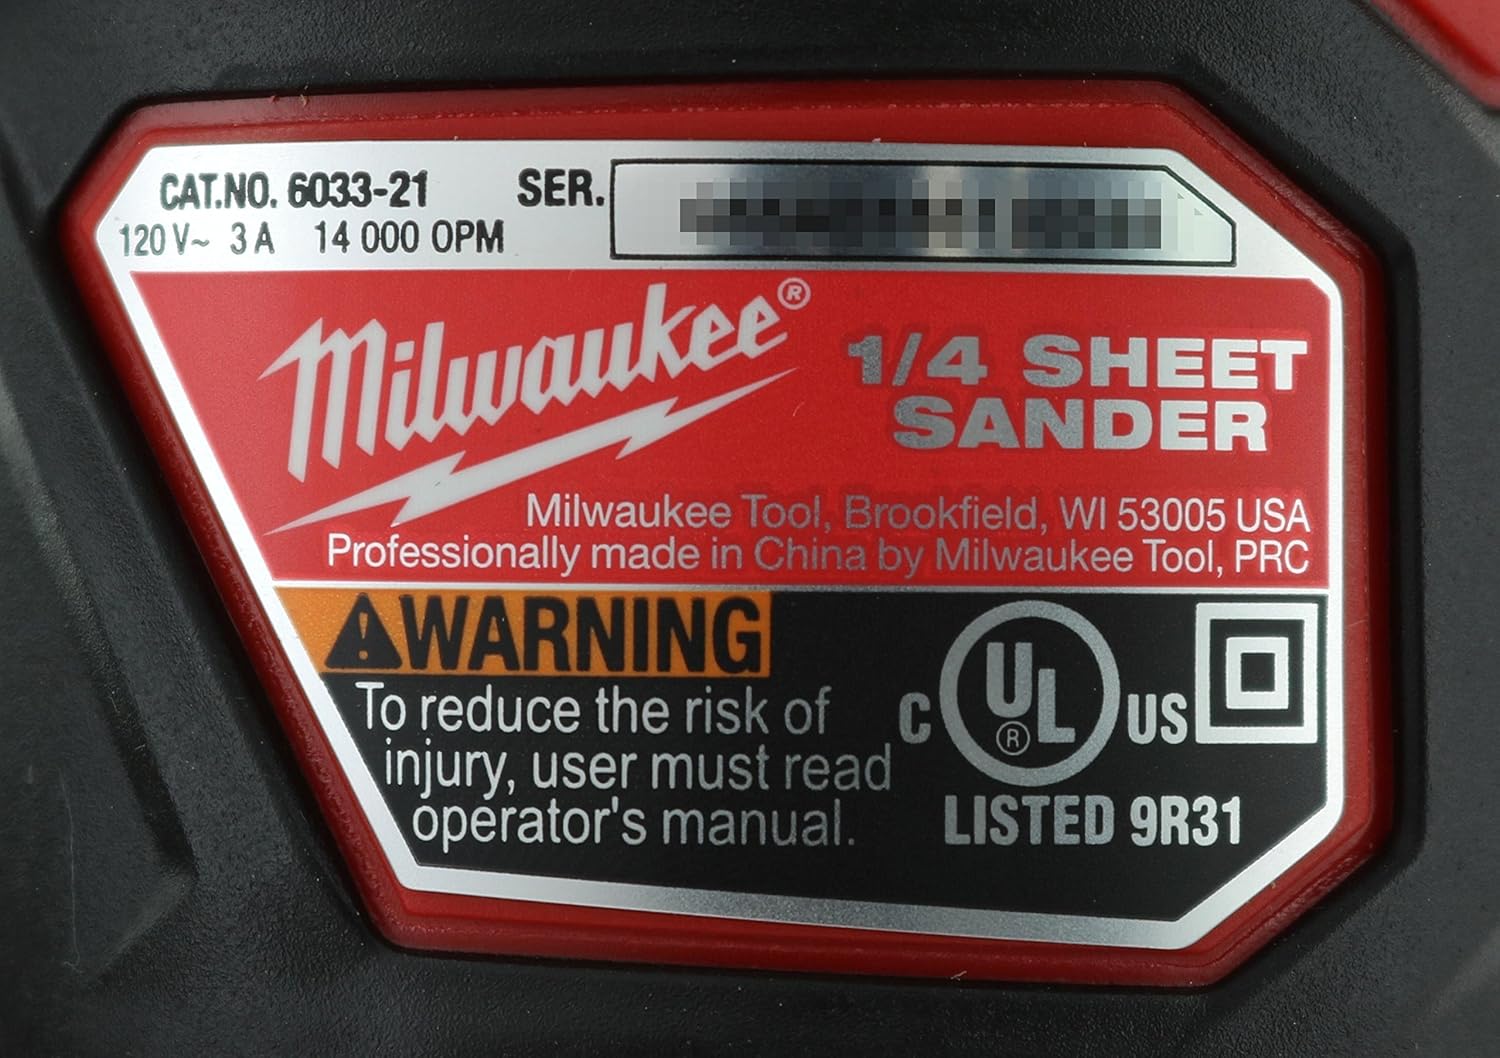 CAT.NO. 6033-21 SER.
120 V~ 3 A 14 000 OPM
Milwaukee®
1/4 SHEET
SANDER
Milwaukee Tool, Brookfield, WI 53005 USA
Professionally made in China by Milwaukee Tool, PRC
WARNING
To reduce the risk of
injury, user must read
operator's manual.
C UL® US
LISTED 9R31